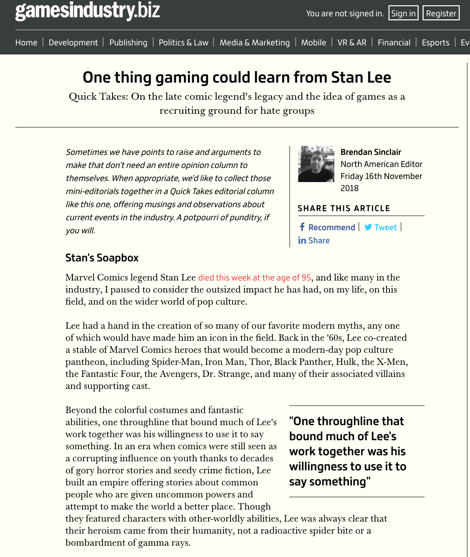 gamesindustry.biz
You are not signed in. Sign in Register
Home | Development | Publishing | Politics & Law | Media & Marketing | Mobile | VR & AR | Financial | Esports | Ev
One thing gaming could learn from Stan Lee
Quick Takes: On the late comic legend's legacy and the idea of games as a
recruiting ground for hate groups
Sometimes we have points to raise and arguments to
make that don't need an entire opinion column to
themselves. When appropriate, we'd like to collect those
mini-editorials together in a Quick Takes editorial column
like this one, offering musings and observations about
current events in the industry. A potpourri of punditry, if
you will.
Brendan Sinclair
North American Editor
Friday 16th November
2018
SHARE THIS ARTICLE
Recommend | Tweet |
Share
Stan's Soapbox
Marvel Comics legend Stan Lee died this week at the age of 95, and like many in the
industry, I paused to consider the outsized impact he has had, on my life, on this
field, and on the wider world of pop culture.
Lee had a hand in the creation of so many of our favorite modern myths, any one
of which would have made him an icon in the field. Back in the '60s, Lee co-created
a stable of Marvel Comics heroes that would become a modern-day pop culture
pantheon, including Spider-Man, Iron Man, Thor, Black Panther, Hulk, the X-Men,
the Fantastic Four, the Avengers, Dr. Strange, and many of their associated villains
and supporting cast.
Beyond the colorful costumes and fantastic
abilities, one throughline that bound much of Lee's
work together was his willingness to use it to say
something. In an era when comics were still seen as
a corrupting influence on youth thanks to decades
of gory horror stories and seedy crime fiction, Lee
built an empire offering stories about common
people who are given uncommon powers and
attempt to make the world a better place. Though
they featured characters with other-worldly abilities, Lee was always clear that
their heroism came from their humanity, not a radioactive spider bite or a
bombardment of gamma rays.
"One throughline that
bound much of Lee's
work together was his
willingness to use it to
say something"